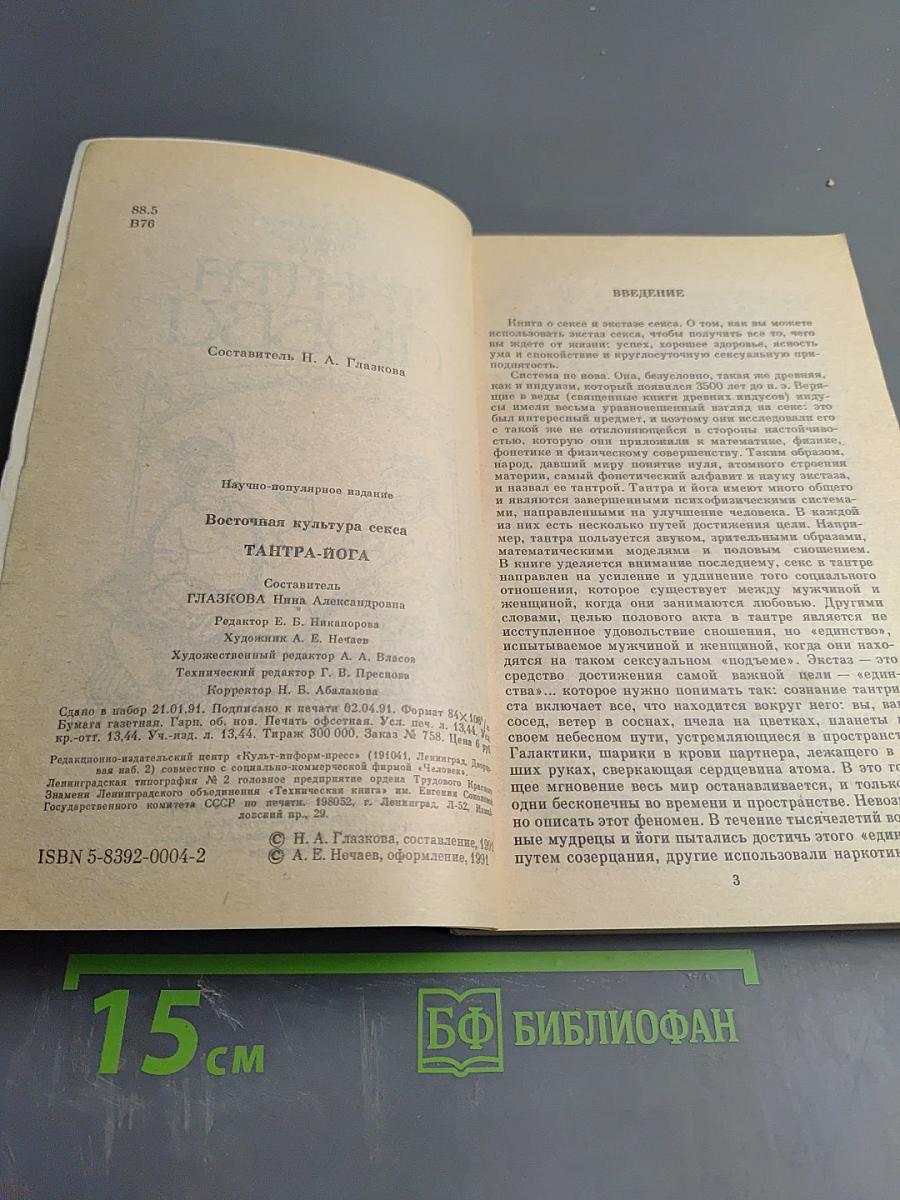 88.5
В76
Составитель Н. А. Глазкова
Научно-популярное издание
Восточная культура секса
ТАНТРА-ЙОГА
Составитель
ГЛАЗКОВА Нина Александровна
Редактор Е. Б. Никапорова
Художник А. Е. Нечаев
Художественный редактор А. А. Власов
Технический редактор Г. В. Преснова
Корректор Н. Б. Абалакова
Сдано в набор 21.01.91. Подписано к печати 02.04.91. Формат 84×108
Бумага газетная. Гарн. об. нов. Печать офсетная. Усл. печ. л. 13,44. Усл.
кр.-отт. 13,44. Уч.-изд. л. 13,44. Тираж 300 000. Заказ № 758. Цена 6 руб
Редакционно-издательский центр «Культ-информ-пресс» (191041, Ленинград, Двор
вая наб. 2) совместно с социально-коммерческой фирмой «Человек».
Ленинградская типография № 2 головное предприятие ордена Трудового Красного
Знамени Ленинградского объединения «Техническая книга» им. Евгении Соколовой
Государственного комитета СССР по печати. 198052, г. Ленинград, Л-52, Измай
ловский пр., 29.
© Н. А. Глазкова, составление, 1991
ISBN 5-8392-0004-2 © А. Е. Нечаев, оформление, 1991
ВВЕДЕНИЕ
Книга о сексе и экстазе секса. О том, как вы можете
использовать экстаз секса, чтобы получить все то, чего
вы ждете от жизни: успех, хорошее здоровье, ясность
ума и спокойствие и круглосуточную сексуальную при-
поднятость.
Система не нова. Она, безусловно, такая же древняя,
как и индуизм, который появился 3500 лет до н. э. Веря-
щие в веды (священные книги древних индусов) инду-
сы имели весьма уравновешенный взгляд на секс: это
был интересный предмет, и поэтому они исследовали его
с такой же не отклоняющейся в стороны настойчиво-
стью, которую они приложили к математике, физике,
фонетике и физическому совершенству. Таким образом,
народ, давший миру понятие нуля, атомного строения
материи, самый фонетический алфавит и науку экстаза,
и назвал ее тантрой. Тантра и йога имеют много общего
и являются завершенными психофизическими система-
ми, направленными на улучшение человека. В каждой
из них есть несколько путей достижения цели. Напри-
мер, тантра пользуется звуком, зрительными образами,
математическими моделями и половым сношением.
В книге уделяется внимание последнему, секс в тантре
направлен на усиление и удлинение того социального
отношения, которое существует между мужчиной и
женщиной, когда они занимаются любовью. Другими
словами, целью полового акта в тантре является не
исступленное удовольствие сношения, но «единство»,
испытываемое мужчиной и женщиной, когда они нахо-
дятся на таком сексуальном «подъеме». Экстаз — это
средство достижения самой важной цели — «един-
ства»... которое нужно понимать так: сознание тантри
ста включает все, что находится вокруг него: вы, ваш
сосед, ветер в соснах, пчела на цветках, планеты в
своем небесном пути, устремляющиеся в пространст
Галактики, шарики в крови партнера, лежащего в
ших руках, сверкающая сердцевина атома. В это го
щее мгновение весь мир останавливается, и только
одни бесконечны во времени и пространстве. Невоз
но описать этот феномен. В течение тысячелетий во
ные мудрецы и йоги пытались достичь этого «един
путем созерцания, другие использовали наркотик
3
15 см
БФ БИБЛИОФАН